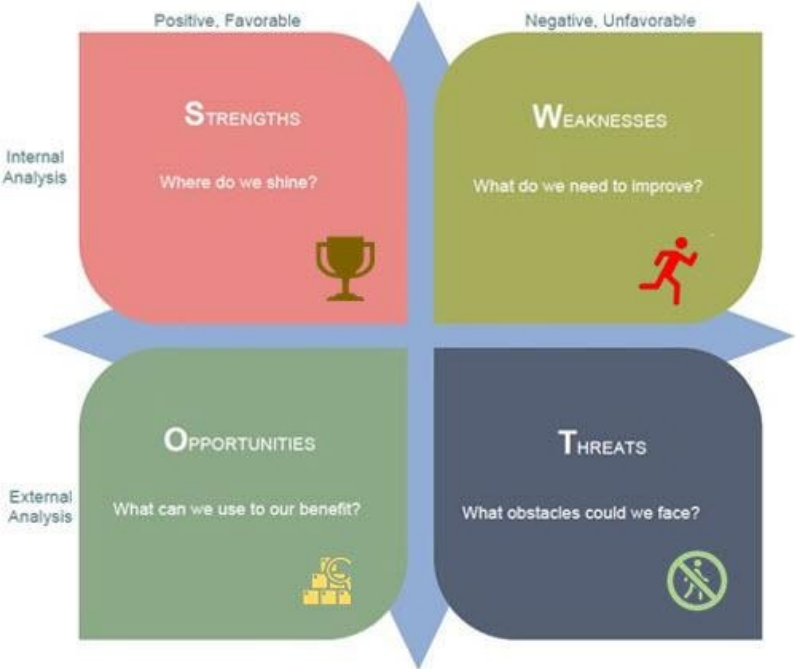 Positive, Favorable
Negative, Unfavorable
Internal
Analysis
STRENGTHS
Where do we shine?
WEAKNESSES
What do we need to improve?
External
Analysis
OPPORTUNITIES
What can we use to our benefit?
THREATS
What obstacles could we face?